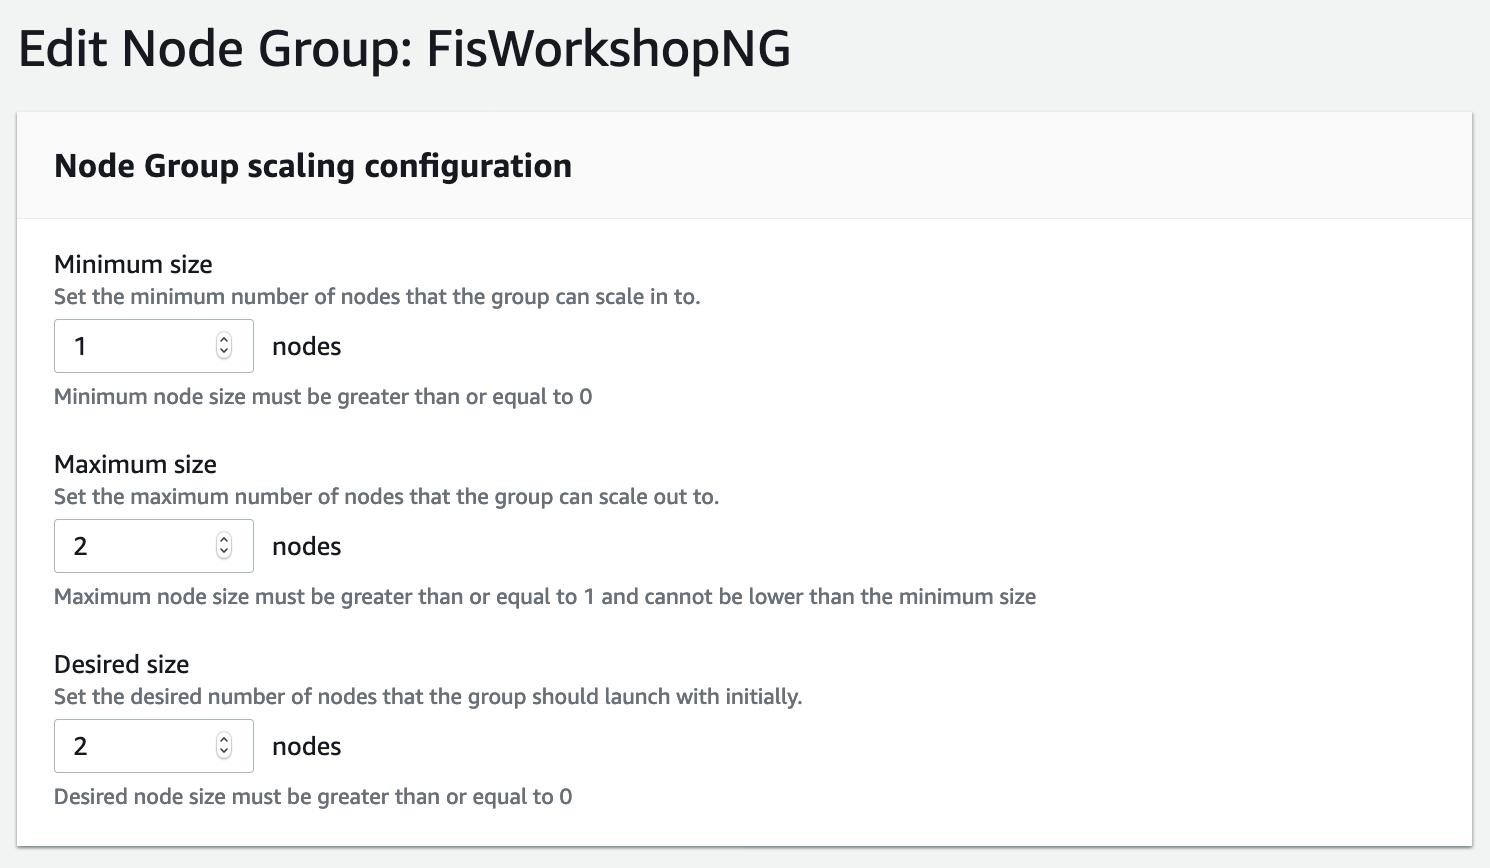 Edit Node Group: FisWorkshopNG
Node Group scaling configuration
Minimum size
Set the minimum number of nodes that the group can scale in to.
1 nodes
Minimum node size must be greater than or equal to 0
Maximum size
Set the maximum number of nodes that the group can scale out to.
2 nodes
Maximum node size must be greater than or equal to 1 and cannot be lower than the minimum size
Desired size
Set the desired number of nodes that the group should launch with initially.
2 nodes
Desired node size must be greater than or equal to 0